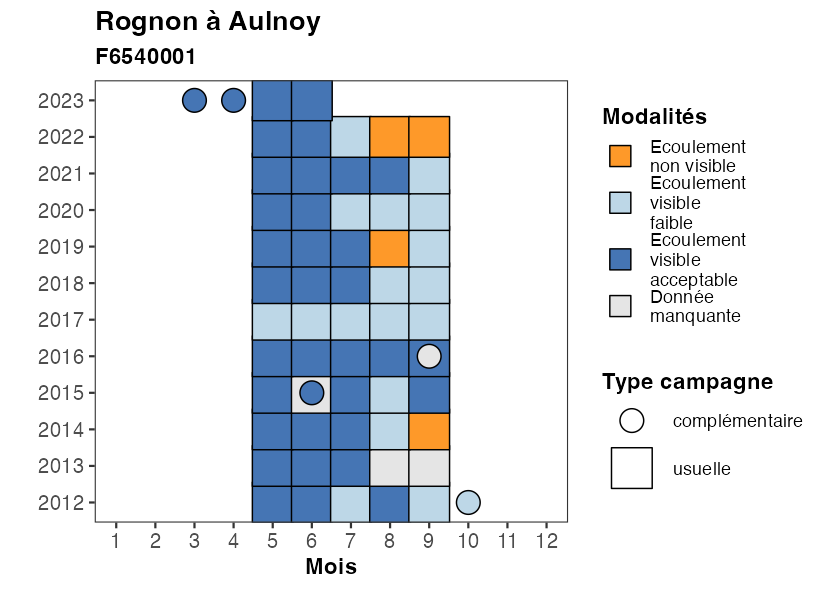 Rognon à Aulnoy
F6540001
2023
2022
2021
2020
2019
2018
2017
2016
2015
2014
2013
2012
1 2 3 4 5 6 7 8 9 10 11 12
Mois
Modalités
Ecoulement
non visible
Ecoulement
visible
faible
Ecoulement
visible
acceptable
Donnée
manquante
Type campagne
complémentaire
usuelle